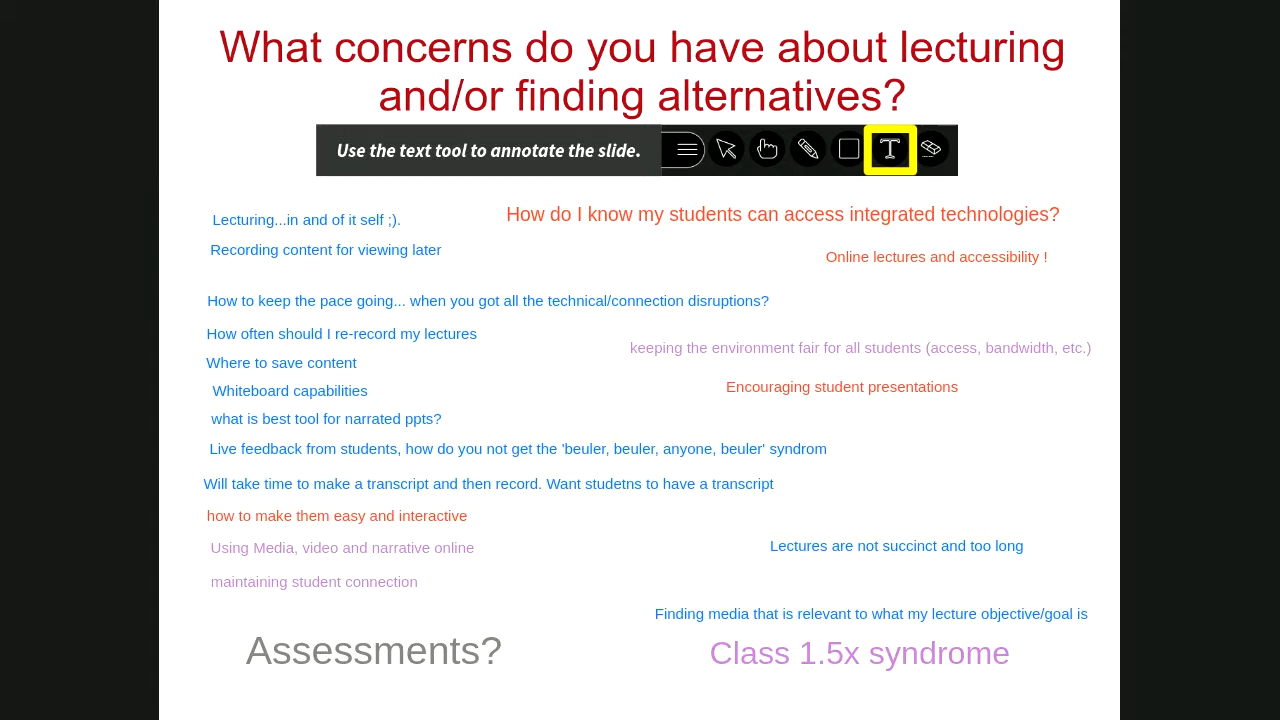 What concerns do you have about lecturing
and/or finding alternatives?
Use the text tool to annotate the slide.
T
Lecturing...in and of it self ;).
How do I know my students can access integrated technologies?
Recording content for viewing later
Online lectures and accessibility !
How to keep the pace going... when you got all the technical/connection disruptions?
How often should I re-record my lectures
keeping the environment fair for all students (access, bandwidth, etc.)
Where to save content
Encouraging student presentations
Whiteboard capabilities
what is best tool for narrated ppts?
Live feedback from students, how do you not get the 'beuler, beuler, anyone, beuler' syndrom
Will take time to make a transcript and then record. Want studetns to have a transcript
how to make them easy and interactive
Using Media, video and narrative online
Lectures are not succinct and too long
maintaining student connection
Finding media that is relevant to what my lecture objective/goal is
Assessments?
Class 1.5x syndrome